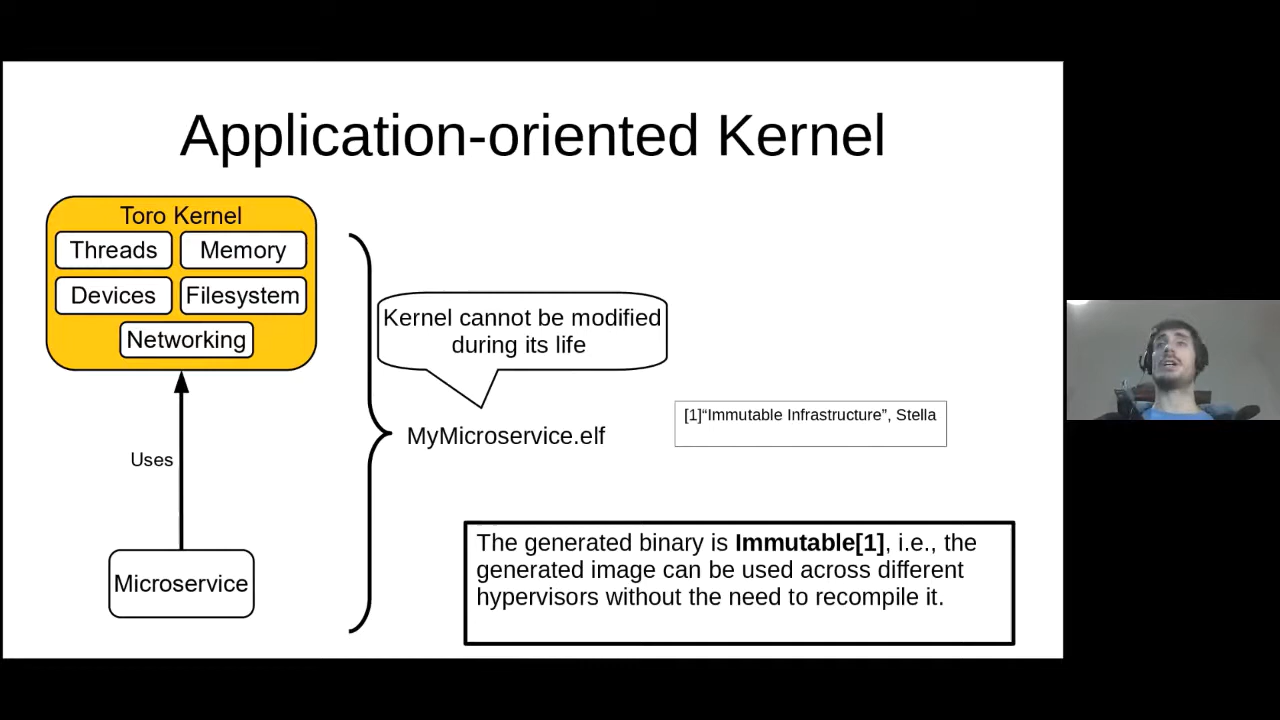 Application-oriented Kernel
Toro Kernel
Threads
Memory
Devices
Filesystem
Networking
Uses
Microservice
Kernel cannot be modified
during its life
MyMicroservice.elf
[1]“Immutable Infrastructure”, Stella
The generated binary is Immutable[1], i.e., the
generated image can be used across different
hypervisors without the need to recompile it.